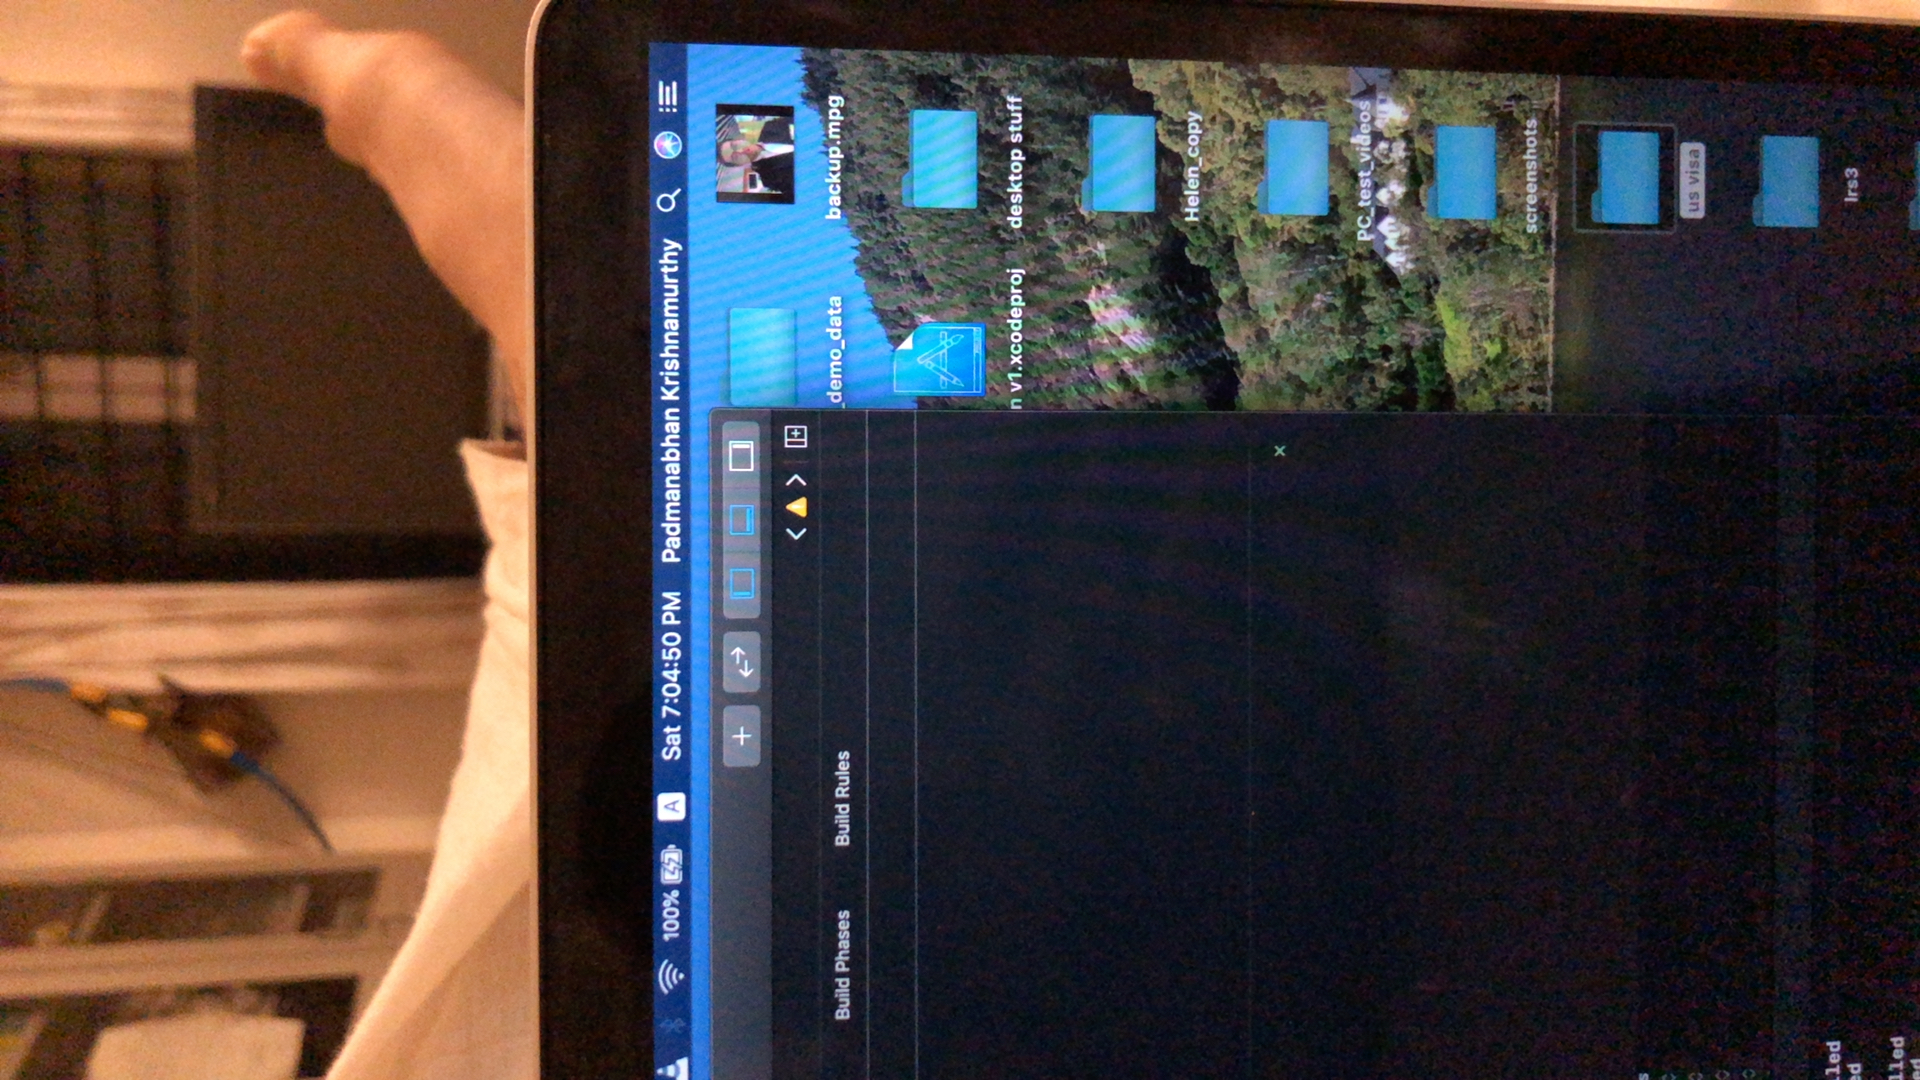 100% A Sat 7:04:50 PM Padmanabhan Krishnamurthy
_demo_data
backup.mpg
Build Phases Build Rules
v1.xcodeproj
desktop stuff
Helen_copy
PC_test_videos
screenshots
us visa
lrs3